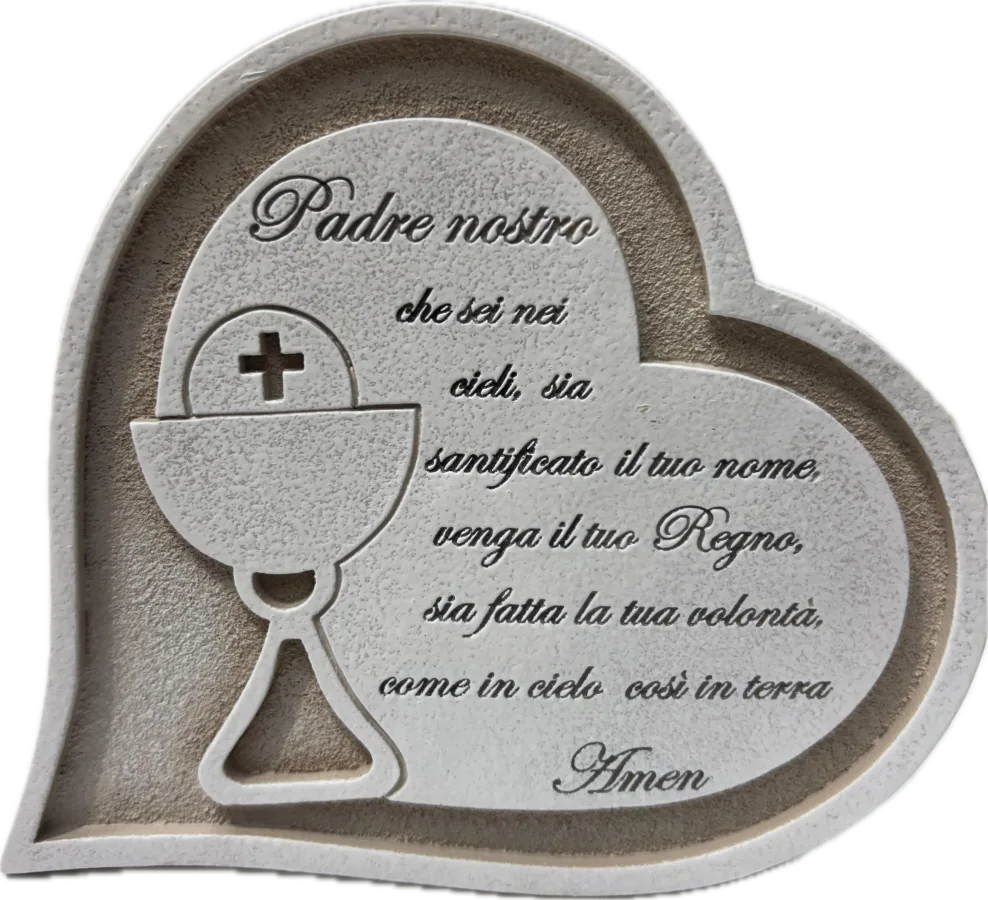 Padre nostro
che sei nei
cieli, sia
santificato il tuo nome,
venga il tuo Regno,
sia fatta la tua volontà,
come in cielo così in terra
Amen